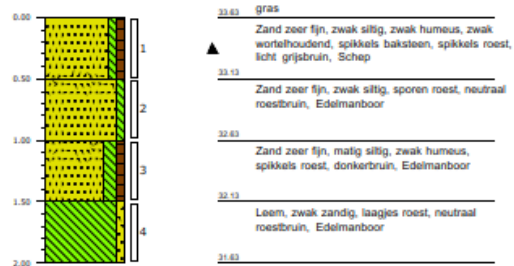 0.00
0.50
1.00
1.50
2.00
1
2
3
4
33.63
gras
Zand zeer fijn, zwak siltig, zwak humeus, zwak
wortelhoudend, spikkels baksteen, spikkels roest,
licht grijsbruin, Schep
33.13
Zand zeer fijn, zwak siltig, sporen roest, neutraal
roestbruin, Edelmanboor
32.63
Zand zeer fijn, matig siltig, zwak humeus,
spikkels roest, donkerbruin, Edelmanboor
32.13
Leem, zwak zandig, laagjes roest, neutraal
roestbruin, Edelmanboor
31.63